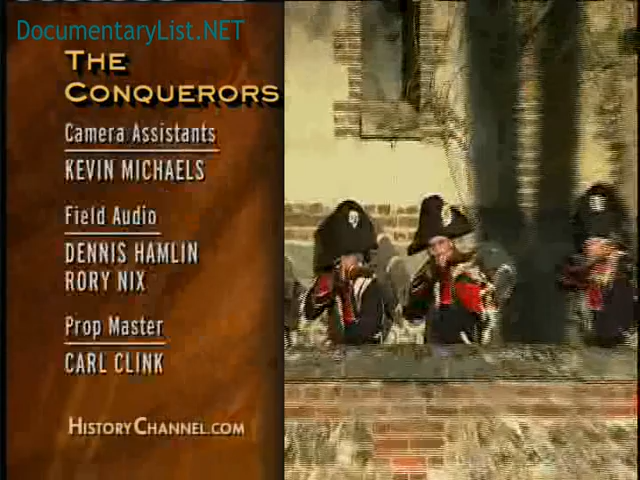 DocumentaryList.NET
THE
CONQUERORS
Camera Assistants
KEVIN MICHAELS
Field Audio
DENNIS HAMLIN
RORY NIX
Prop Master
CARL CLINK
HISTORYCHANNEL.COM